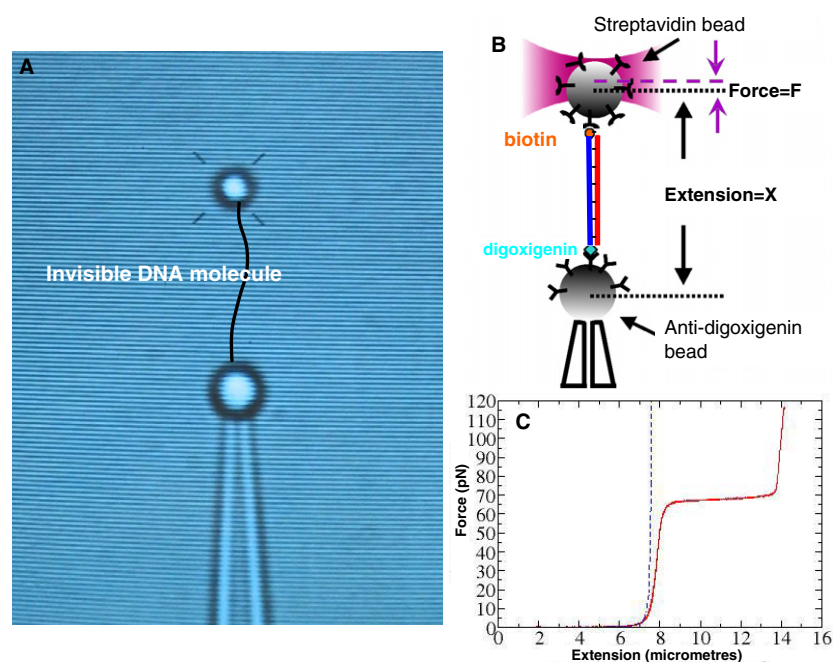 A
Invisible DNA molecule
B
Streptavidin bead
Force=F
biotin
Extension=X
digoxigenin
Anti-digoxigenin
bead
C
Force (pN)
120
110
100
90
80
70
60
50
40
30
20
10
0
0 2 4 6 8 10 12 14 16
Extension (micrometres)